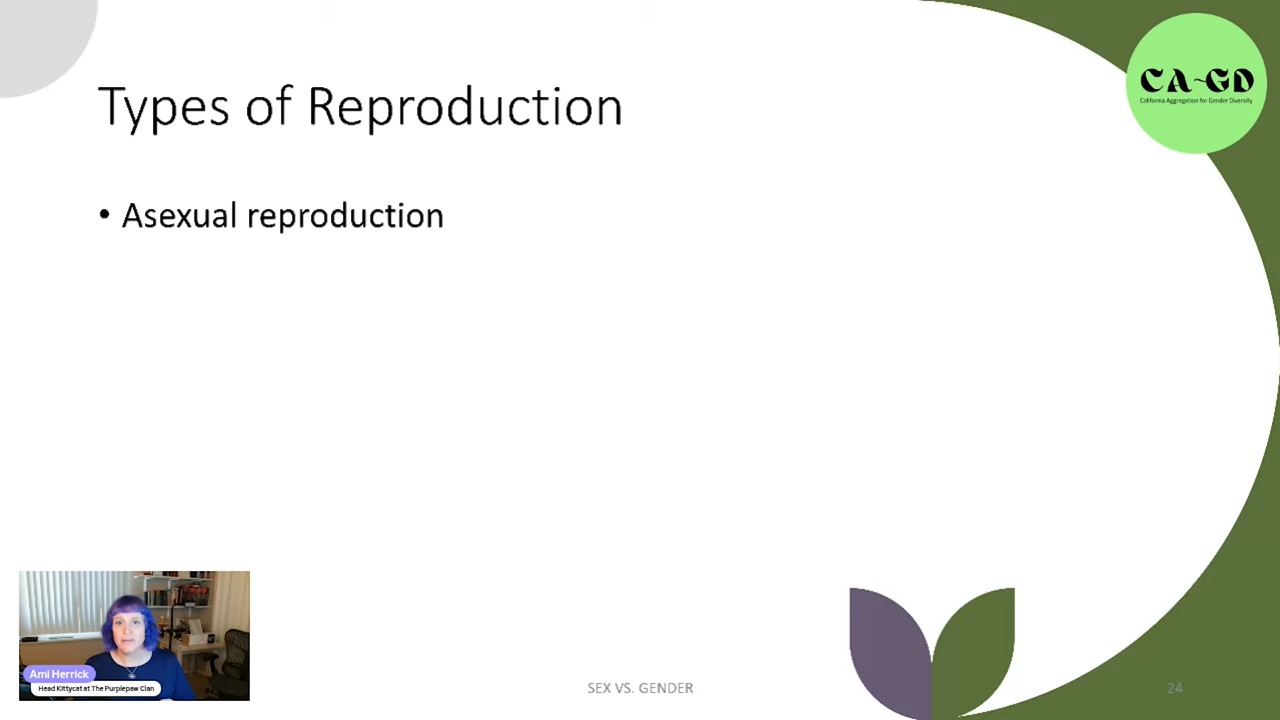 CA~GD
California Aggregation for Gender Diversity
Types of Reproduction
• Asexual reproduction
Ami Herrick
Head Kittycat at The Purplepaw Clan
SEX VS. GENDER
24